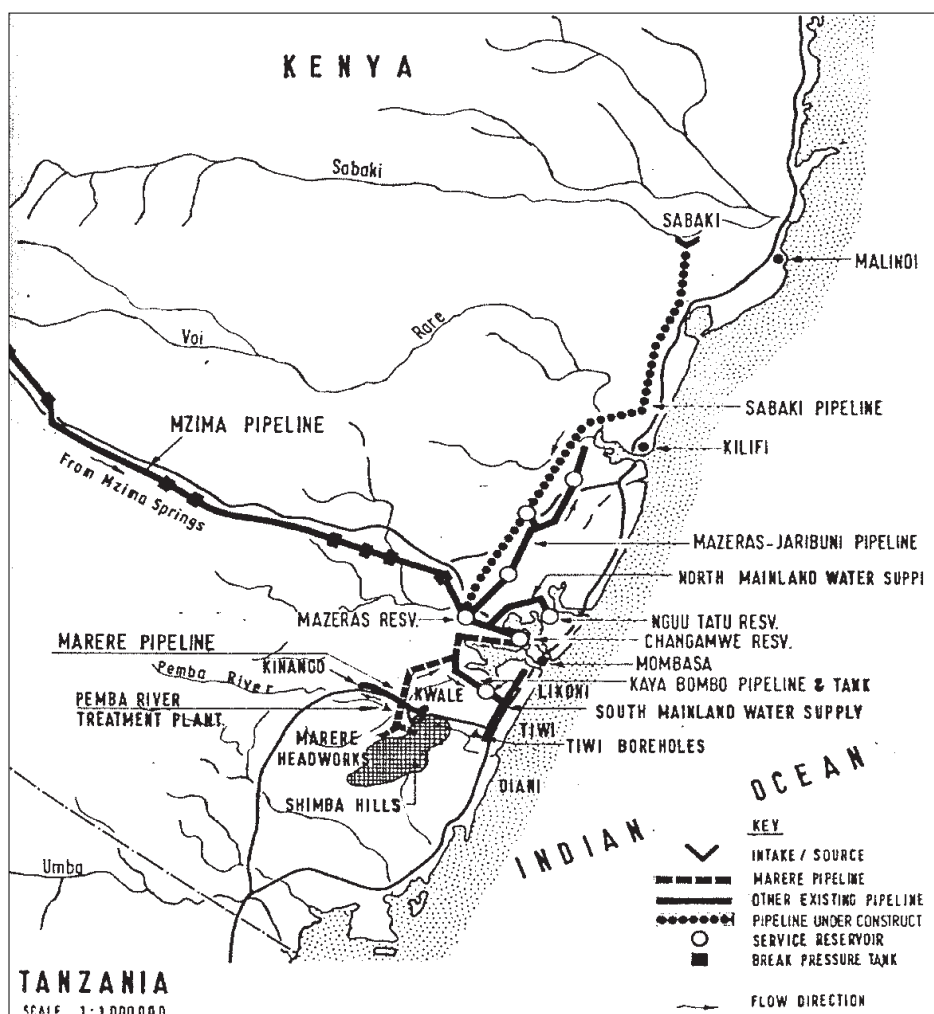 KENYA
Sabaki
SABAKI
MALINDI
Voi
Rare
SABAKI PIPELINE
MZIMA PIPELINE
KILIFI
From Mzima Springs
MAZERAS-JARIBUNI PIPELINE
NORTH MAINLAND WATER SUPPI
MAZERAS RESV.
NGUU TATU RESV.
CHANGAMWE RESV.
MARERE PIPELINE
MOMBASA
KINANGO
Pemba River
KAYA BOMBO PIPELINE & TANK
KWALE
LIKONI
PEMBA RIVER
TREATMENT PLANT.
SOUTH MAINLAND WATER SUPPLY
MARERE
HEADWORKS
TIWI
TIWI BOREHOLES
DIANI
SHIMBA HILLS
INDIAN OCEAN
Umba
KEY
INTAKE / SOURCE
MARERE PIPELINE
OTHER EXISTING PIPELINE
PIPELINE UNDER CONSTRUCT
SERVICE RESERVOIR
BREAK PRESSURE TANK
FLOW DIRECTION
TANZANIA
SCALE 1:1,000,000